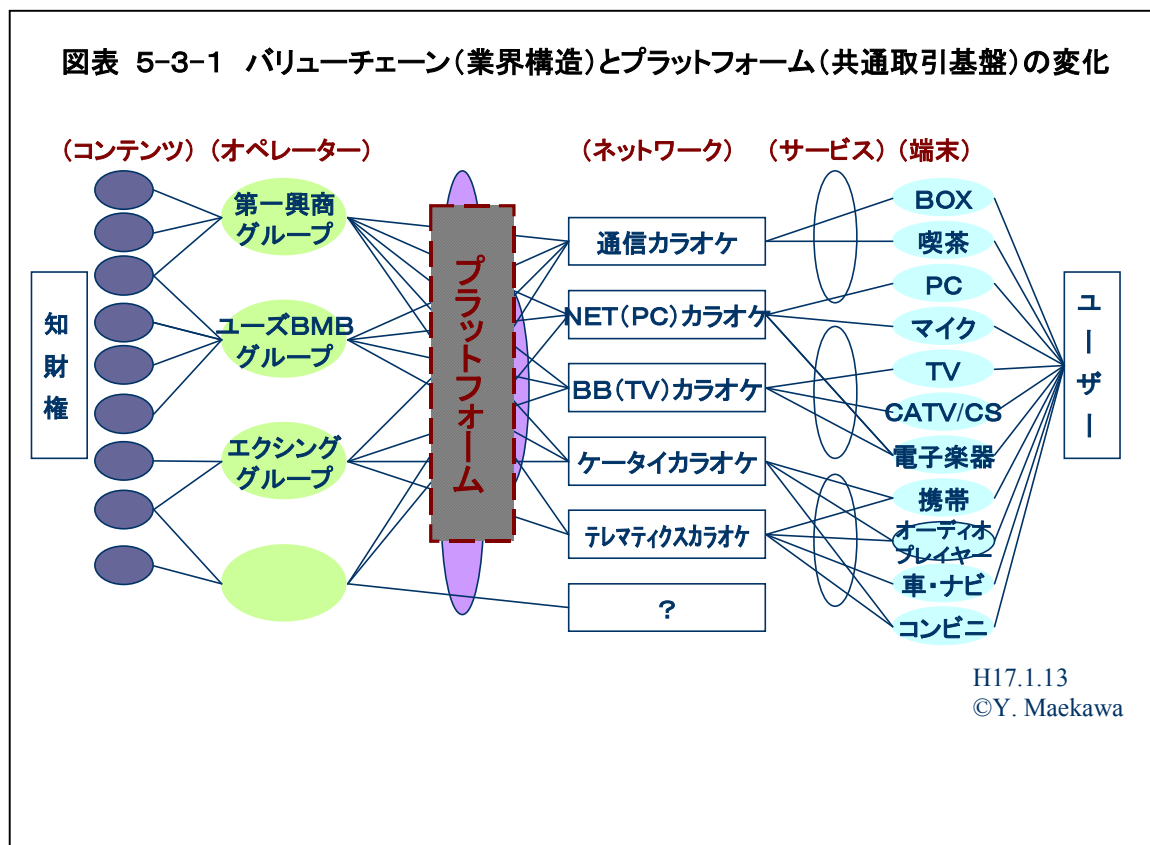 図表 5-3-1 バリューチェーン(業界構造)とプラットフォーム(共通取引基盤)の変化
(コンテンツ)
(オペレーター)
(ネットワーク)
(サービス)
(端末)
知財権
第一興商
グループ
ユーズBMB
グループ
エクシング
グループ
プラットフォーム
通信カラオケ
NET(PC)カラオケ
BB(TV)カラオケ
ケータイカラオケ
テレマティクスカラオケ
?
BOX
喫茶
PC
マイク
TV
CATV/CS
電子楽器
携帯
オーディオ
プレイヤー
車・ナビ
コンビニ
ユーザー
H17.1.13
©Y. Maekawa